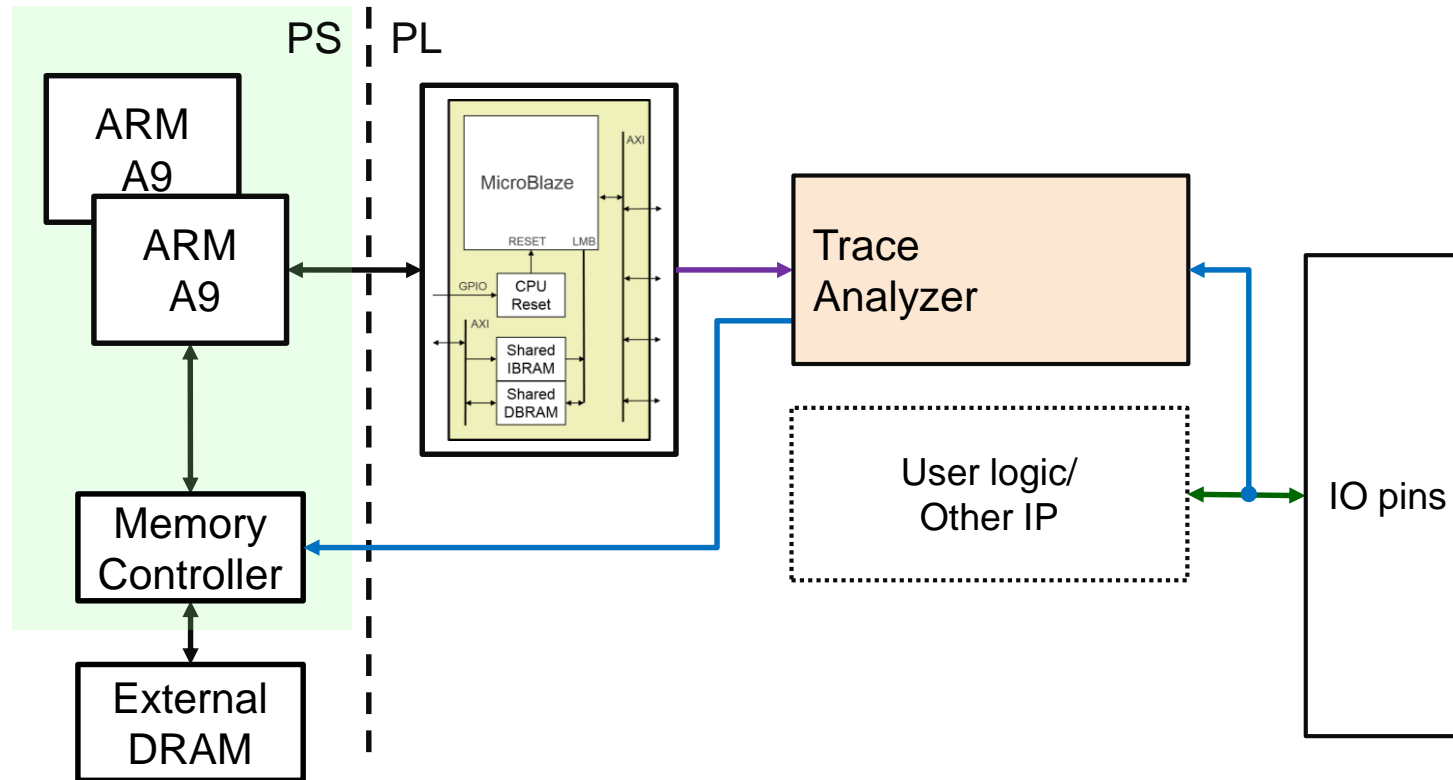 PS
PL
ARM
A9
ARM
A9
MicroBlaze
AXI
RESET
LMB
GPIO
CPU
Reset
AXI
Shared
IBRAM
Shared
DBRAM
Trace
Analyzer
User logic/
Other IP
IO pins
Memory
Controller
External
DRAM